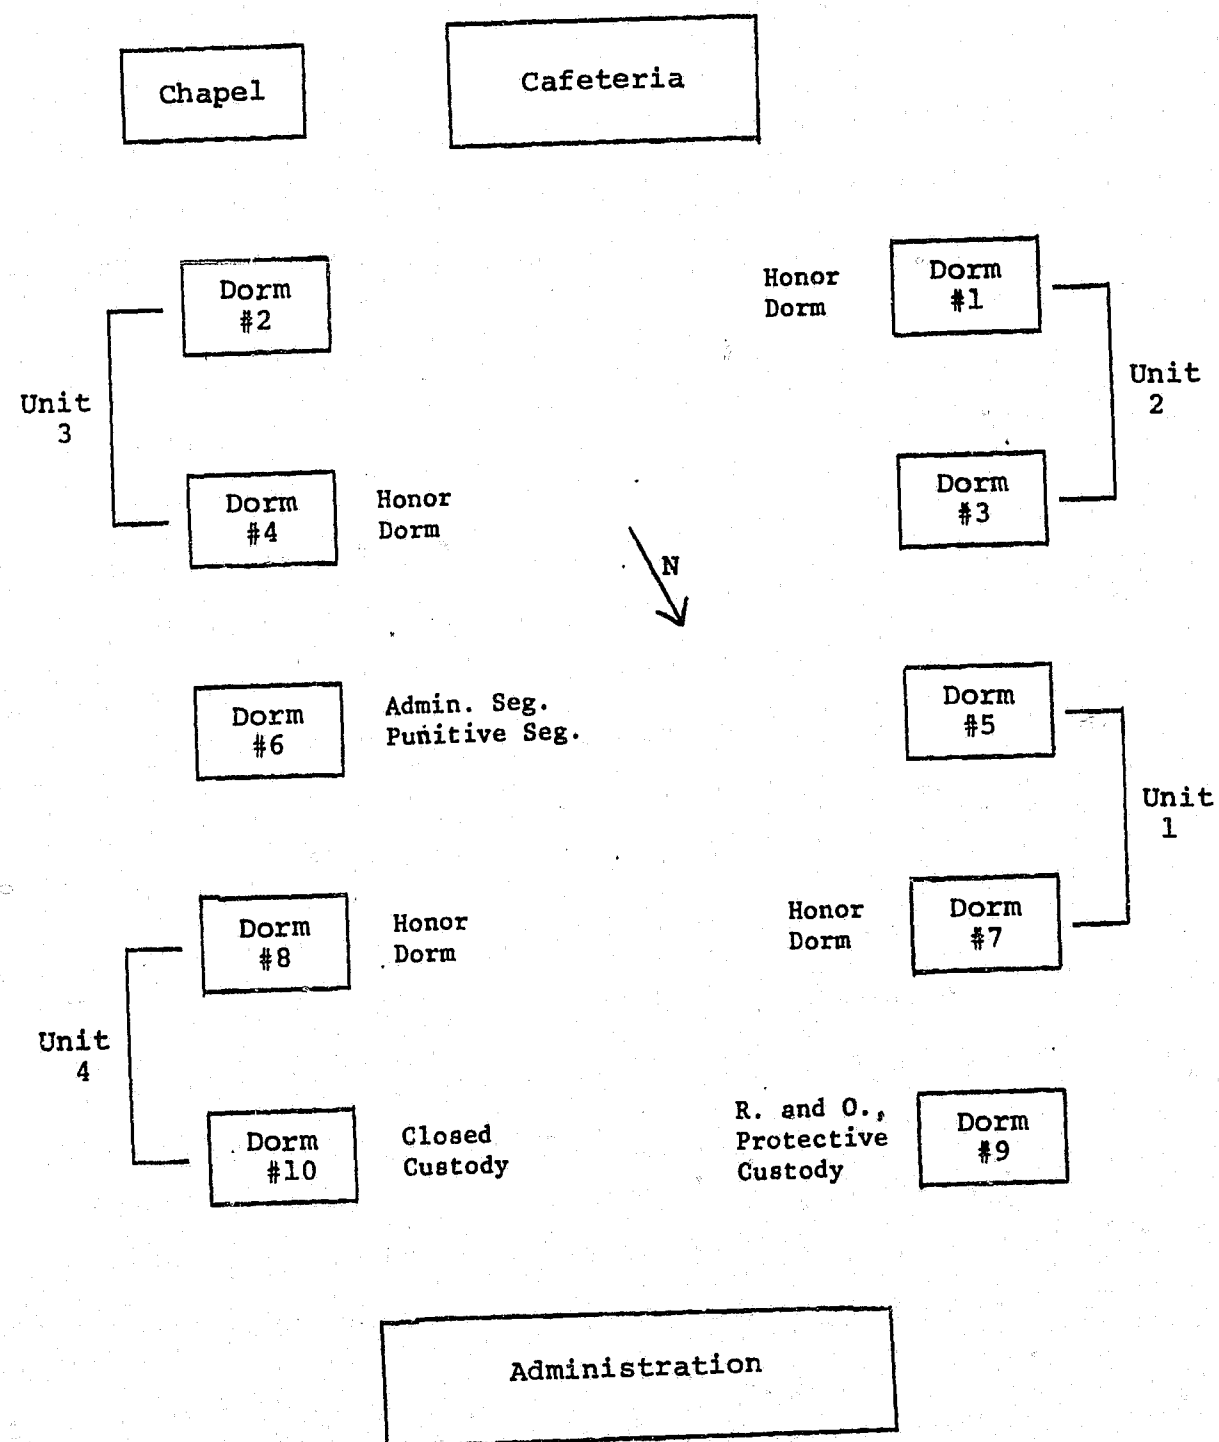 Chapel
Cafeteria
Dorm
#2
Honor
Dorm
Dorm
#1
Unit
3
Unit
2
Dorm
#4
Honor
Dorm
Dorm
#3
N
Dorm
#6
Admin. Seg.
Punitive Seg.
Dorm
#5
Unit
1
Dorm
#8
Honor
Dorm
Honor
Dorm
Dorm
#7
Unit
4
Dorm
#10
Closed
Custody
R. and O.,
Protective
Custody
Dorm
#9
Administration